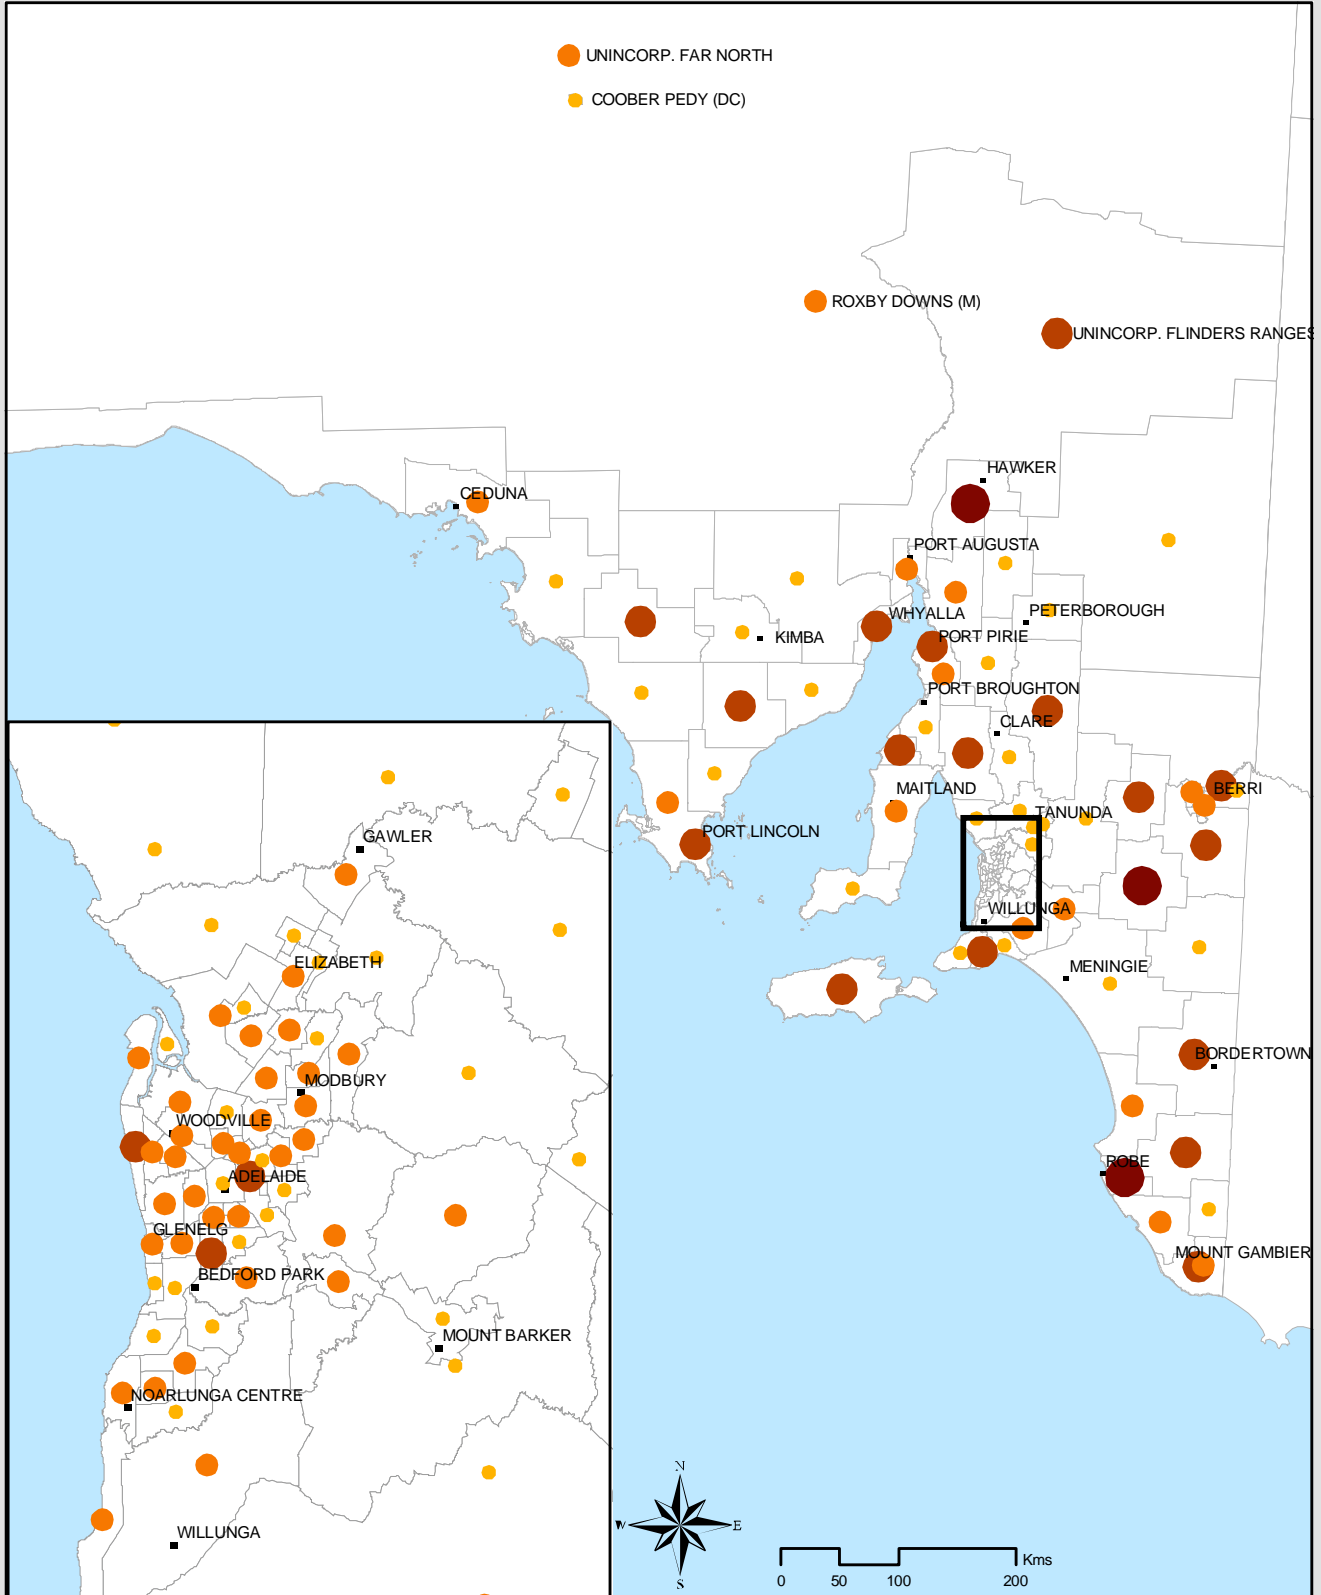 UNINCORP. FAR NORTH
COOBER PEDY (DC)
ROXBY DOWNS (M)
UNINCORP. FLINDERS RANGES
HAWKER
CEDUNA
PORT AUGUSTA
PETERBOROUGH
WHYALLA
PORT PIRIE
KIMBA
PORT BROUGHTON
CLARE
MAITLAND
BERRI
TANUNDA
PORT LINCOLN
WILLUNGA
MENINGIE
BORDERTOWN
ROBE
MOUNT GAMBIER
GAWLER
ELIZABETH
MODBURY
WOODVILLE
ADELAIDE
GLENELG
BEDFORD PARK
MOUNT BARKER
NOARLUNGA CENTRE
WILLUNGA
N
W E
S
Kms
0 50 100 200